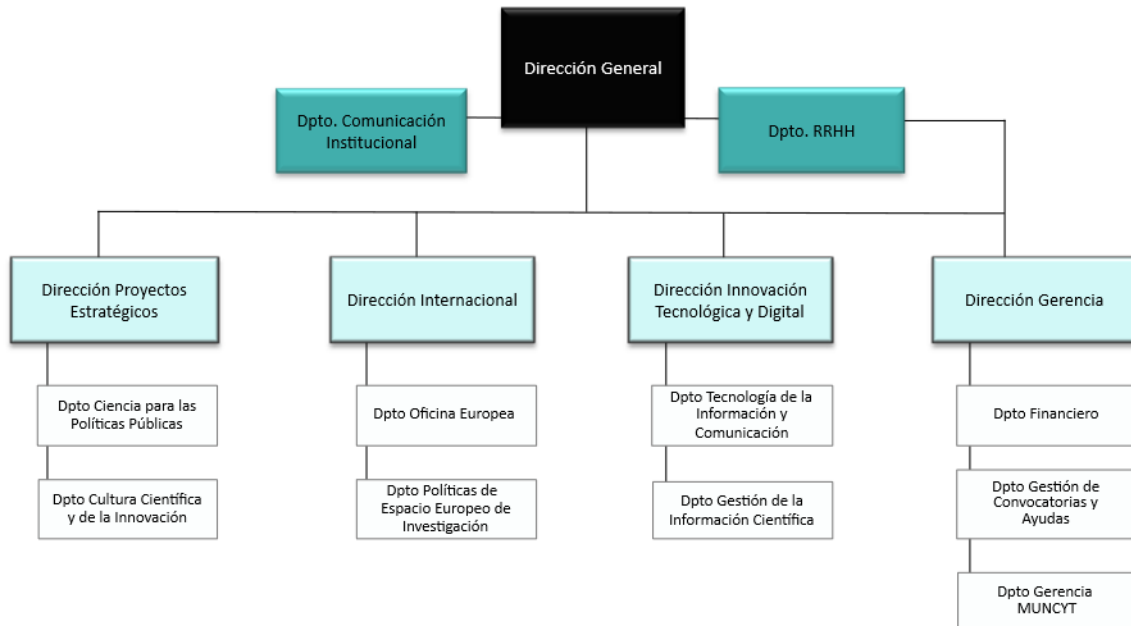 Dirección General
Dpto. Comunicación
Institucional
Dpto. RRHH
Dirección Proyectos
Estratégicos
Dirección Internacional
Dirección Innovación
Tecnológica y Digital
Dirección Gerencia
Dpto Ciencia para las
Políticas Públicas
Dpto Oficina Europea
Dpto Tecnología de la
Información y
Comunicación
Dpto Financiero
Dpto Cultura Científica
y de la Innovación
Dpto Políticas de
Espacio Europeo de
Investigación
Dpto Gestión de la
Información Científica
Dpto Gestión de
Convocatorias y
Ayudas
Dpto Gerencia
MUNCYT